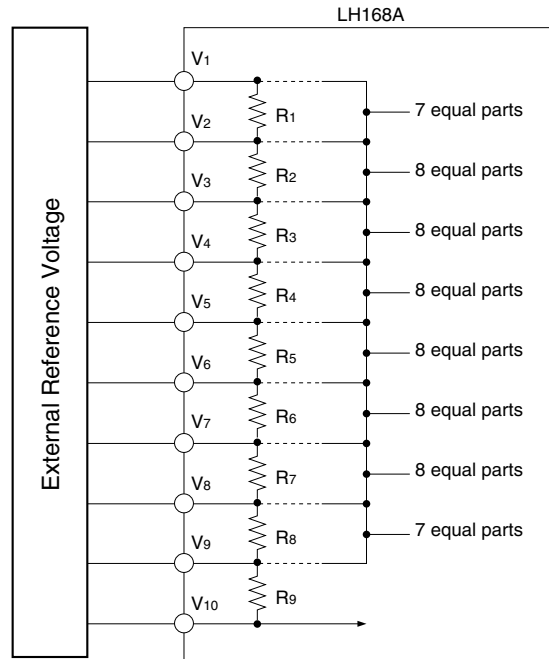 LH168A
External Reference Voltage
V1
R1
7 equal parts
V2
R2
8 equal parts
V3
R3
8 equal parts
V4
R4
8 equal parts
V5
R5
8 equal parts
V6
R6
8 equal parts
V7
R7
8 equal parts
V8
R8
7 equal parts
V9
R9
V10